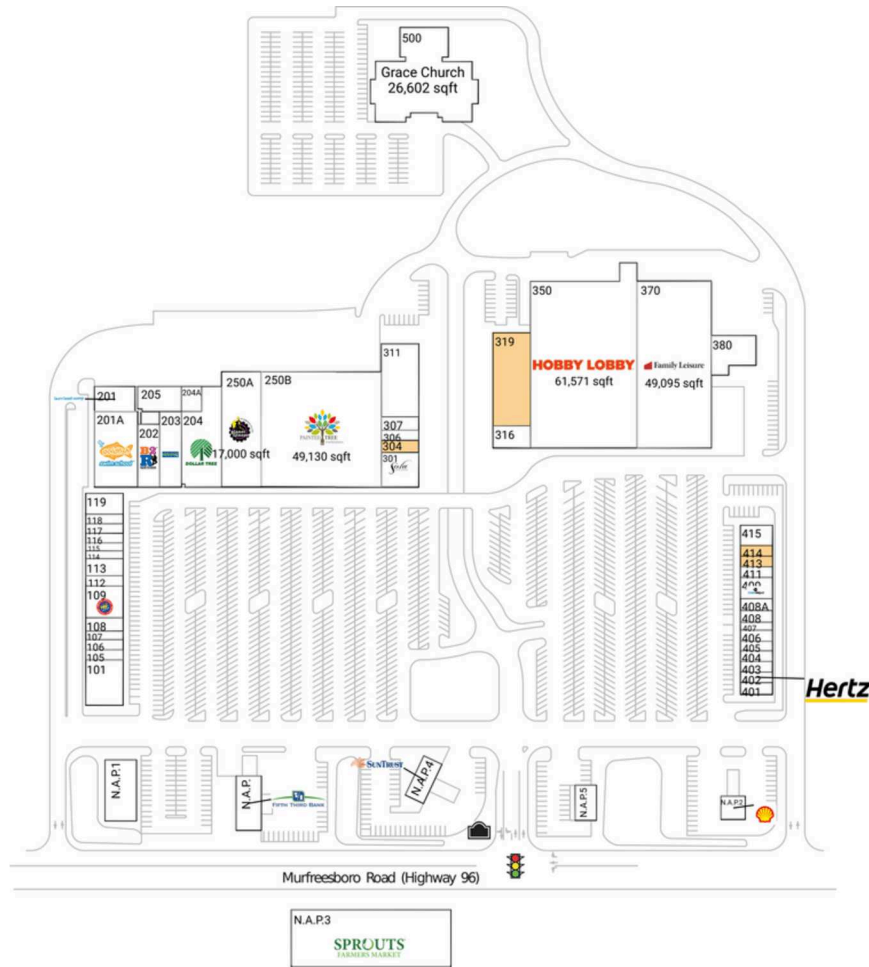 500
Grace Church
26,602 sqft
350
370
319
380
311
HOBBY LOBBY
Family Leisure
61,571 sqft
49,095 sqft
250A
250B
201
205
204A
201A
203
204
202
B2R
307
306
316
304
301
DOLLAR TREE
17,000 sqft
49,130 sqft
119
118
117
116
115
114
113
112
109
108
107
106
105
101
415
414
413
411
408A
408
407
406
405
404
403
402
401
Hertz
N.A.P.1
N.A.P.
FIFTH THIRD BANK
SUNTRUST
N.A.P.4
N.A.P.5
N.A.P.2
Murfreesboro Road (Highway 96)
N.A.P.3
SPROUTS
FARMERS MARKET